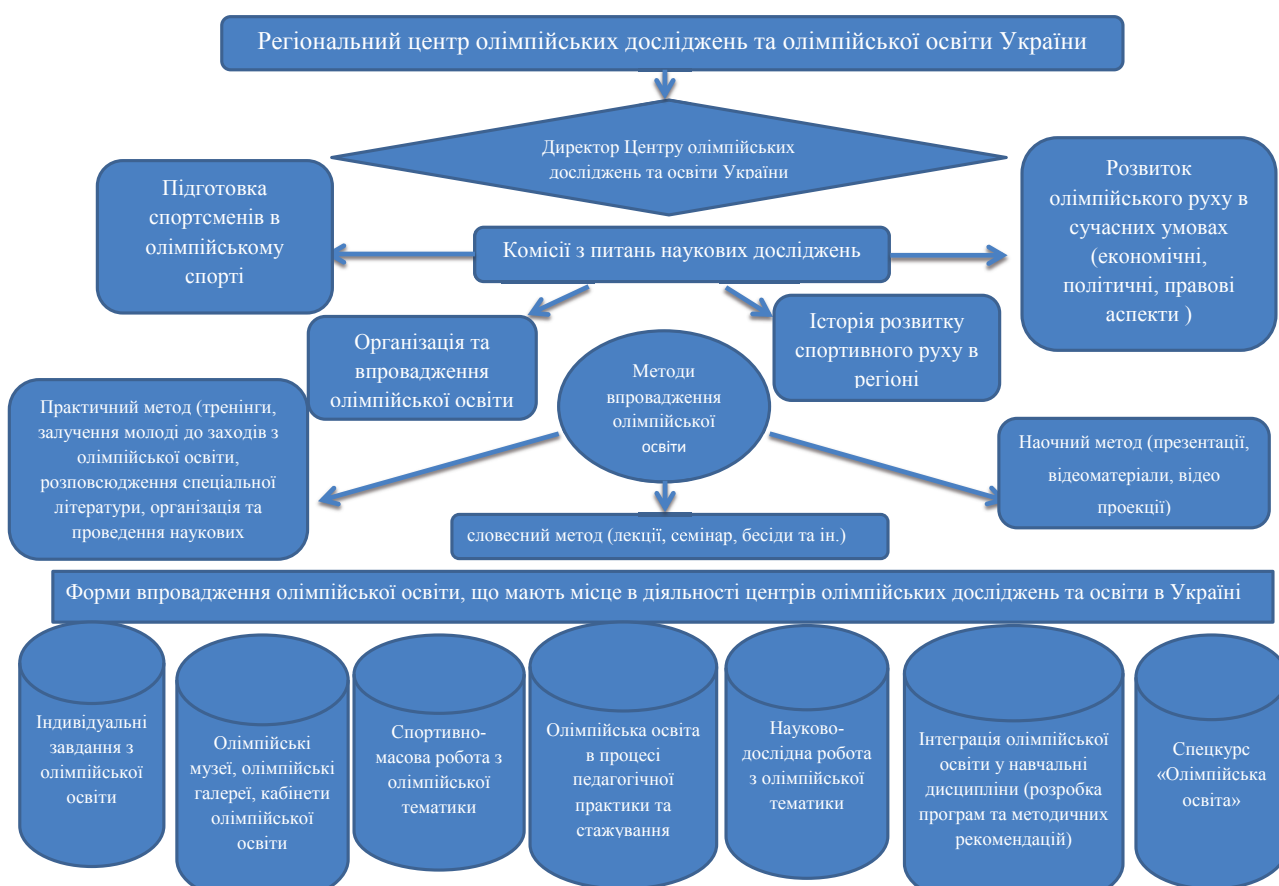 Регіональний центр олімпійських досліджень та олімпійської освіти України
Директор Центру олімпійських
досліджень та освіти України
Підготовка
спортсменів в
олімпійському
спорті
Комісії з питань наукових досліджень
Розвиток
олімпійського руху в
сучасних умовах
(економічні,
політичні, правові
аспекти )
Організація та
впровадження
олімпійської освіти
Історія розвитку
спортивного руху в
регіоні
Методи
впровадження
олімпійської
освіти
Практичний метод (тренінги,
залучення молоді до заходів з
олімпійської освіти,
розповсюдження спеціальної
літератури, організація та
проведення наукових
словесний метод (лекції, семінар, бесіди та ін.)
Наочний метод (презентації,
відеоматеріали, відео
проекції)
Форми впровадження олімпійської освіти, що мають місце в діяльності центрів олімпійських досліджень та освіти в Україні
Індивідуальні
завдання з
олімпійської
освіти
Олімпійські
музеї, олімпійські
галереї, кабінети
олімпійської
освіти
Спортивно-
масова робота з
олімпійської
тематики
Олімпійська освіта
в процесі
педагогічної
практики та
стажування
Науково-
дослідна робота
з олімпійської
тематики
Інтеграція олімпійської
освіти у навчальні
дисципліни (розробка
програм та методичних
рекомендацій)
Спецкурс
«Олімпійська
освіта»